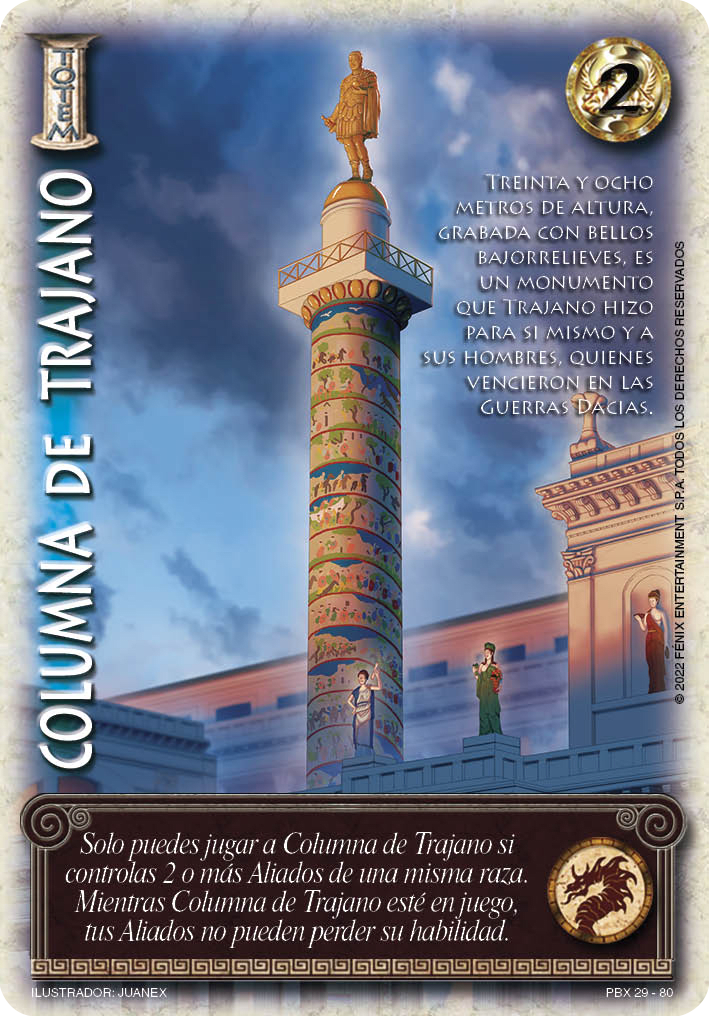 TOTEM
2
COLUMNA DE TRAJANO
Treinta y ocho
metros de altura,
grabada con bellos
bajorrelieves, es
un monumento
que Trajano hizo
para si mismo y a
sus hombres, quienes
vencieron en las
Guerras Dacias.
© 2022 FÉNIX ENTERTAINMENT S.P.A. TODOS LOS DERECHOS RESERVADOS
Solo puedes jugar a Columna de Trajano si
controlas 2 o más Aliados de una misma raza.
Mientras Columna de Trajano esté en juego,
tus Aliados no pueden perder su habilidad.
ILUSTRADOR: JUANEX
PBX 29 - 80